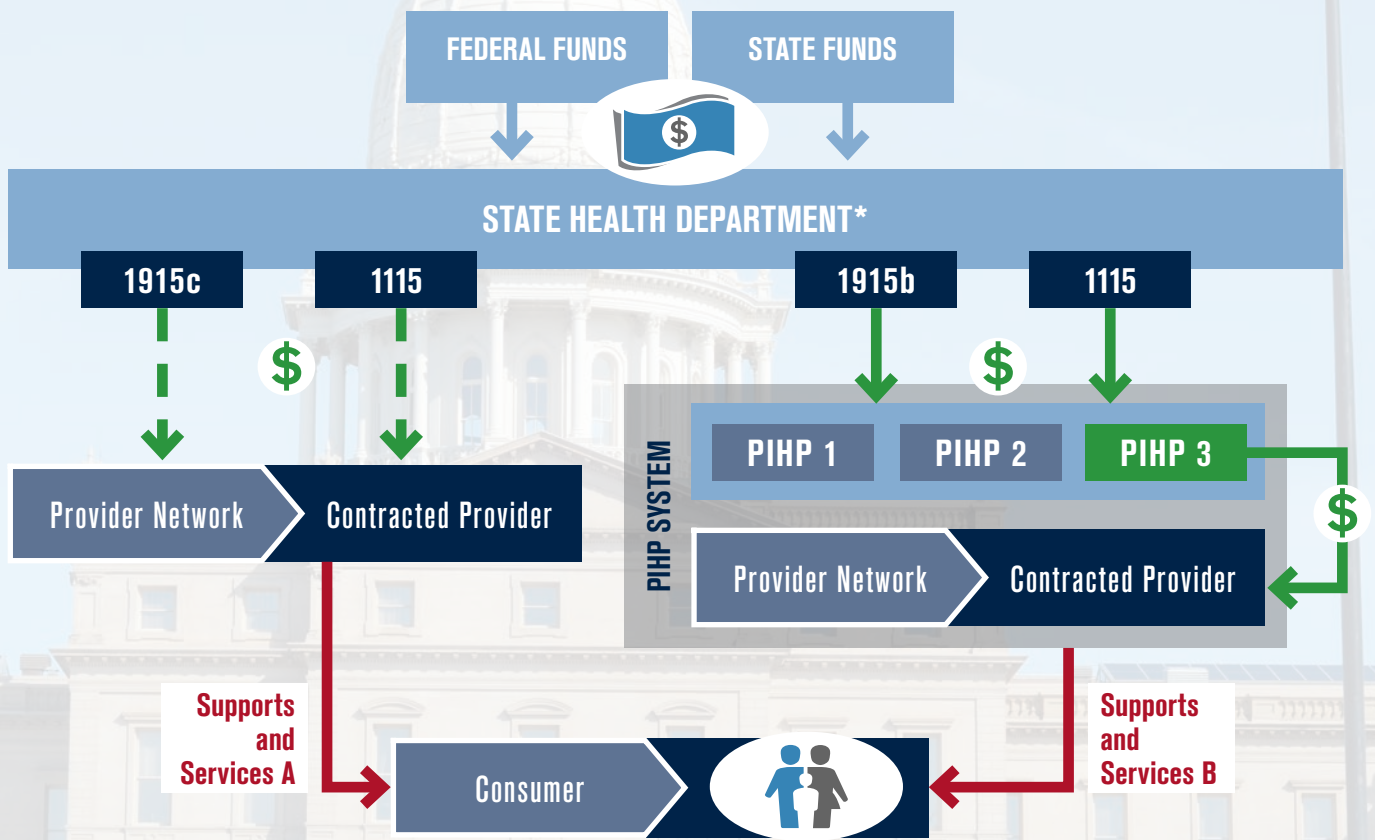 FEDERAL FUNDS
STATE FUNDS
$
STATE HEALTH DEPARTMENT*
1915c
1115
1915b
1115
$
$
PIHP SYSTEM
PIHP 1
PIHP 2
PIHP 3
$
Provider Network
Contracted Provider
Provider Network
Contracted Provider
Supports
and
Services A
Supports
and
Services B
Consumer